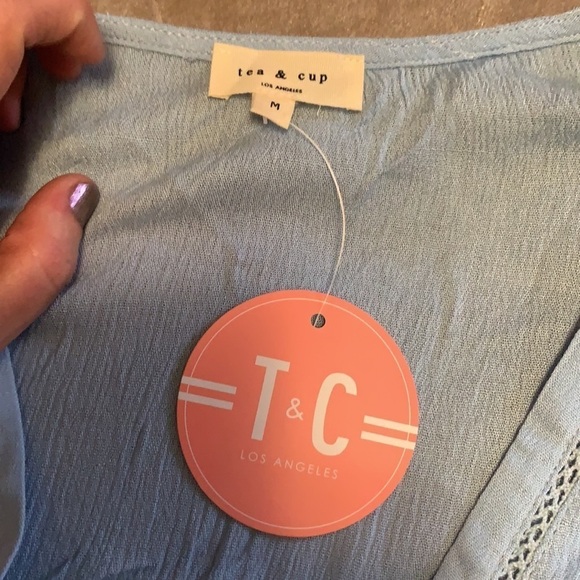 tea & cup
LOS ANGELES
M
T & C
LOS ANGELES